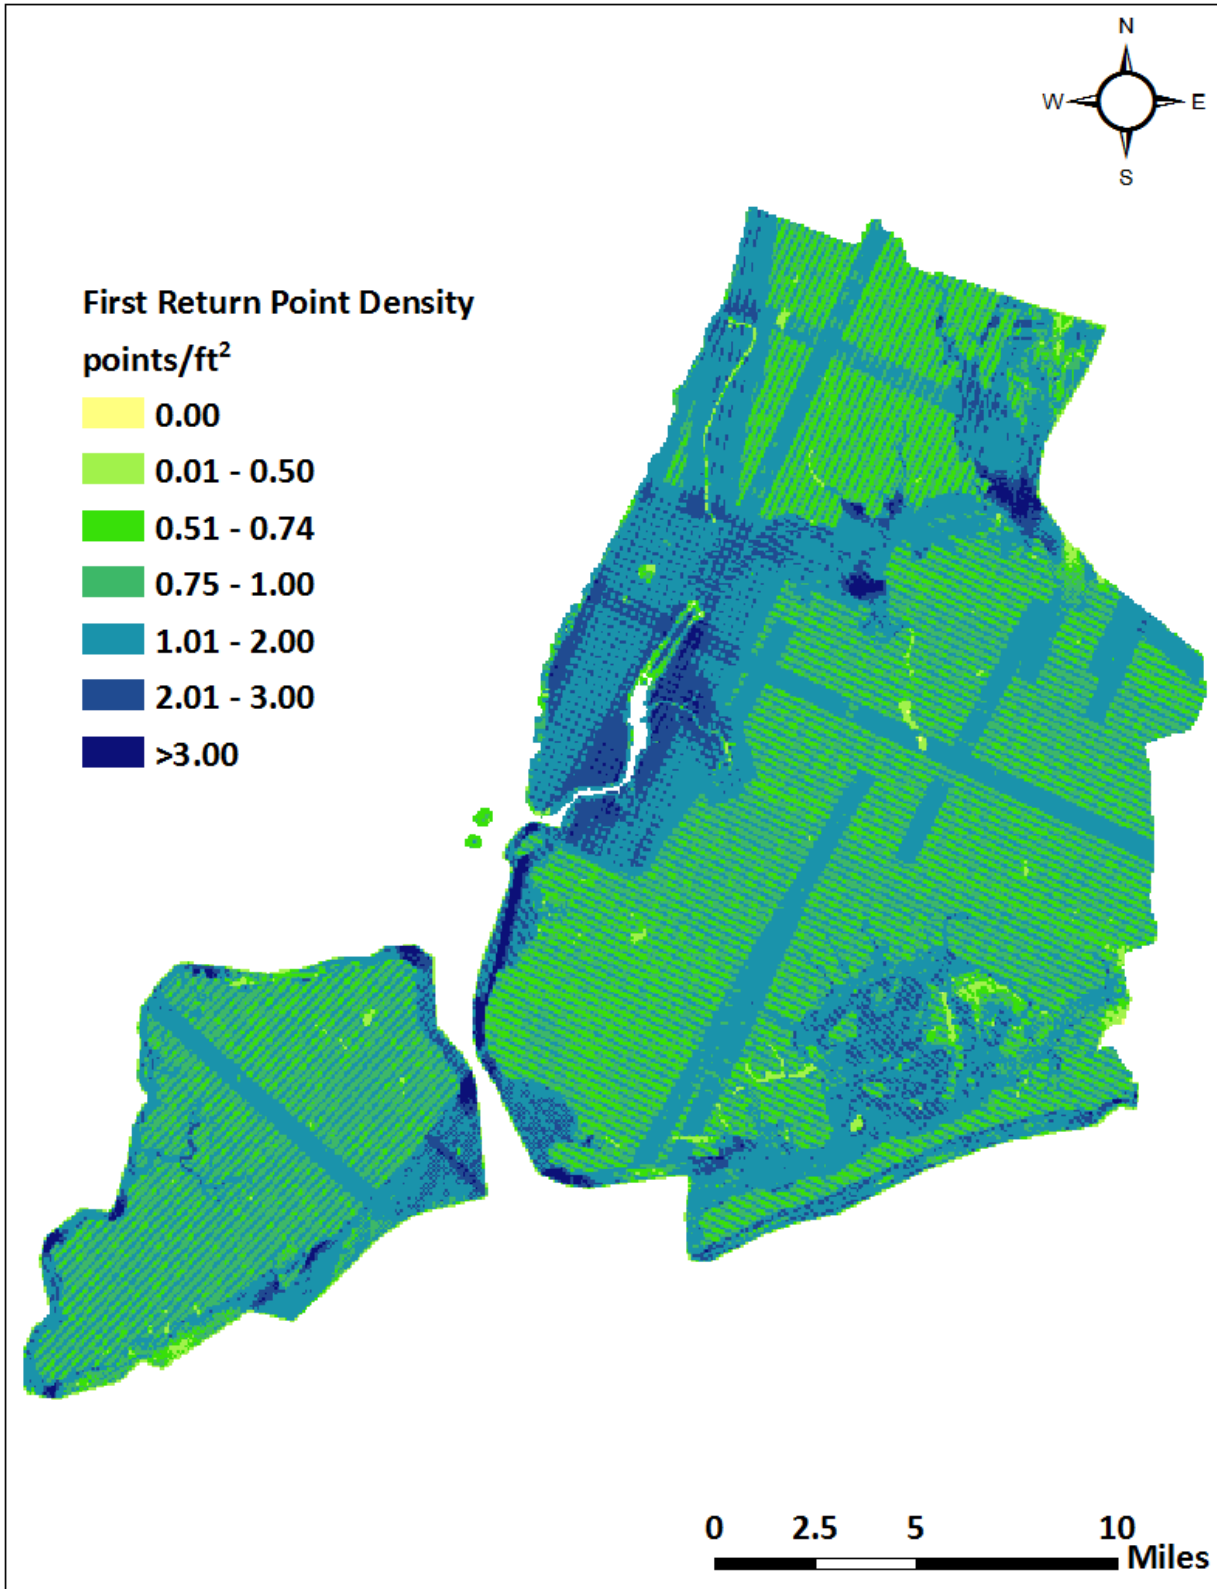 N
W E
S
First Return Point Density
points/ft²
0.00
0.01 - 0.50
0.51 - 0.74
0.75 - 1.00
1.01 - 2.00
2.01 - 3.00
>3.00
0 2.5 5 10
Miles